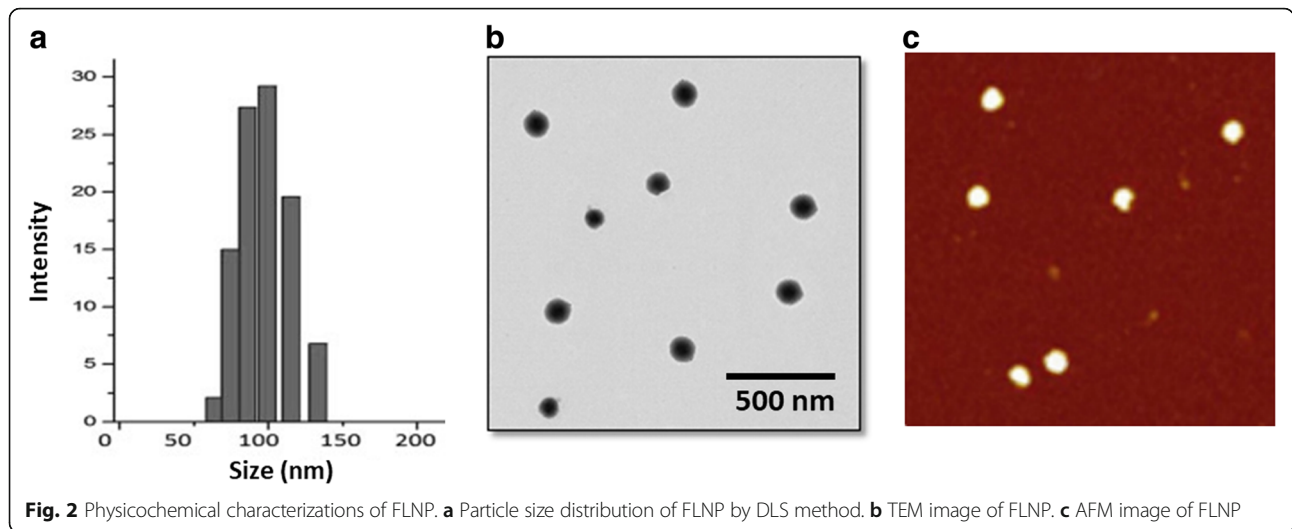 a
b
c
30
25
20
15
10
5
0
Intensity
0 50 100 150 200
Size (nm)
500 nm
Fig. 2 Physicochemical characterizations of FLNP. a Particle size distribution of FLNP by DLS method. b TEM image of FLNP. c AFM image of FLNP